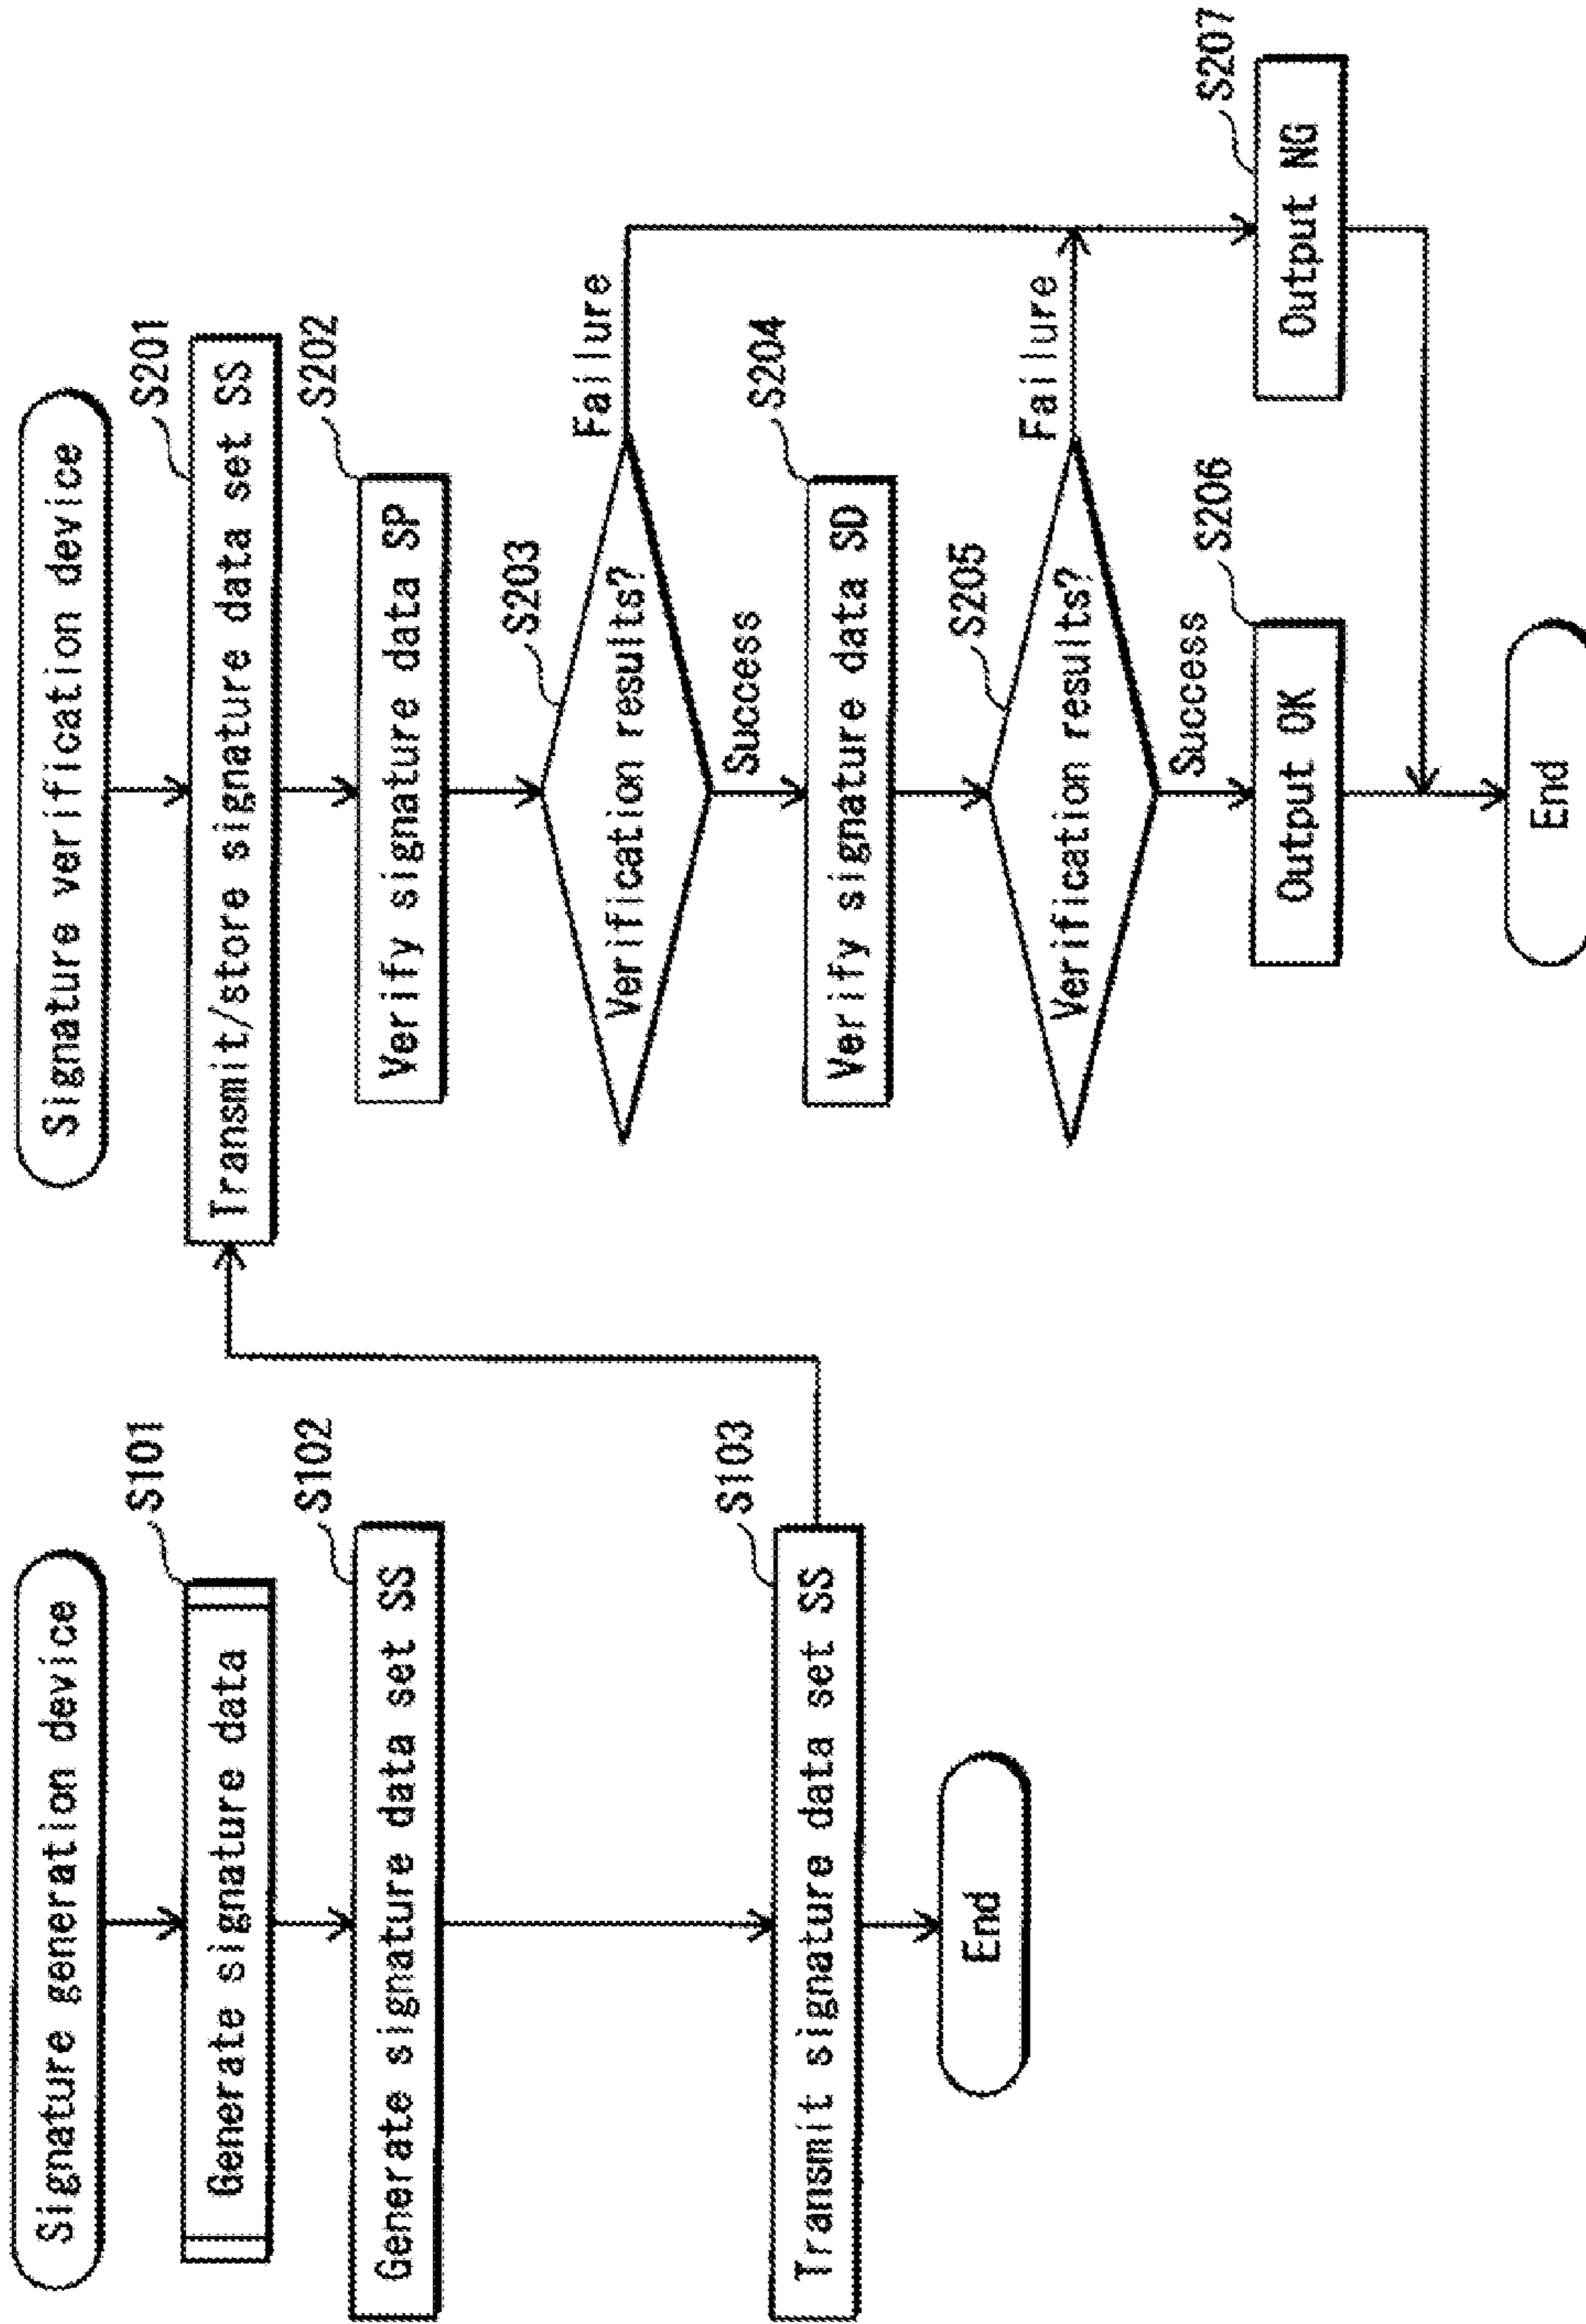 Signature generation device
S101
Generate signature data
S102
Generate signature data set SS
S103
Transmit signature data set SS
End
Signature verification device
S201
Transmit/store signature data set SS
S202
Verify signature data SP
S203
Verification results?
Failure
Success
S204
Verify signature data SD
S205
Verification results?
Failure
Success
S206
Output OK
S207
Output NG
End